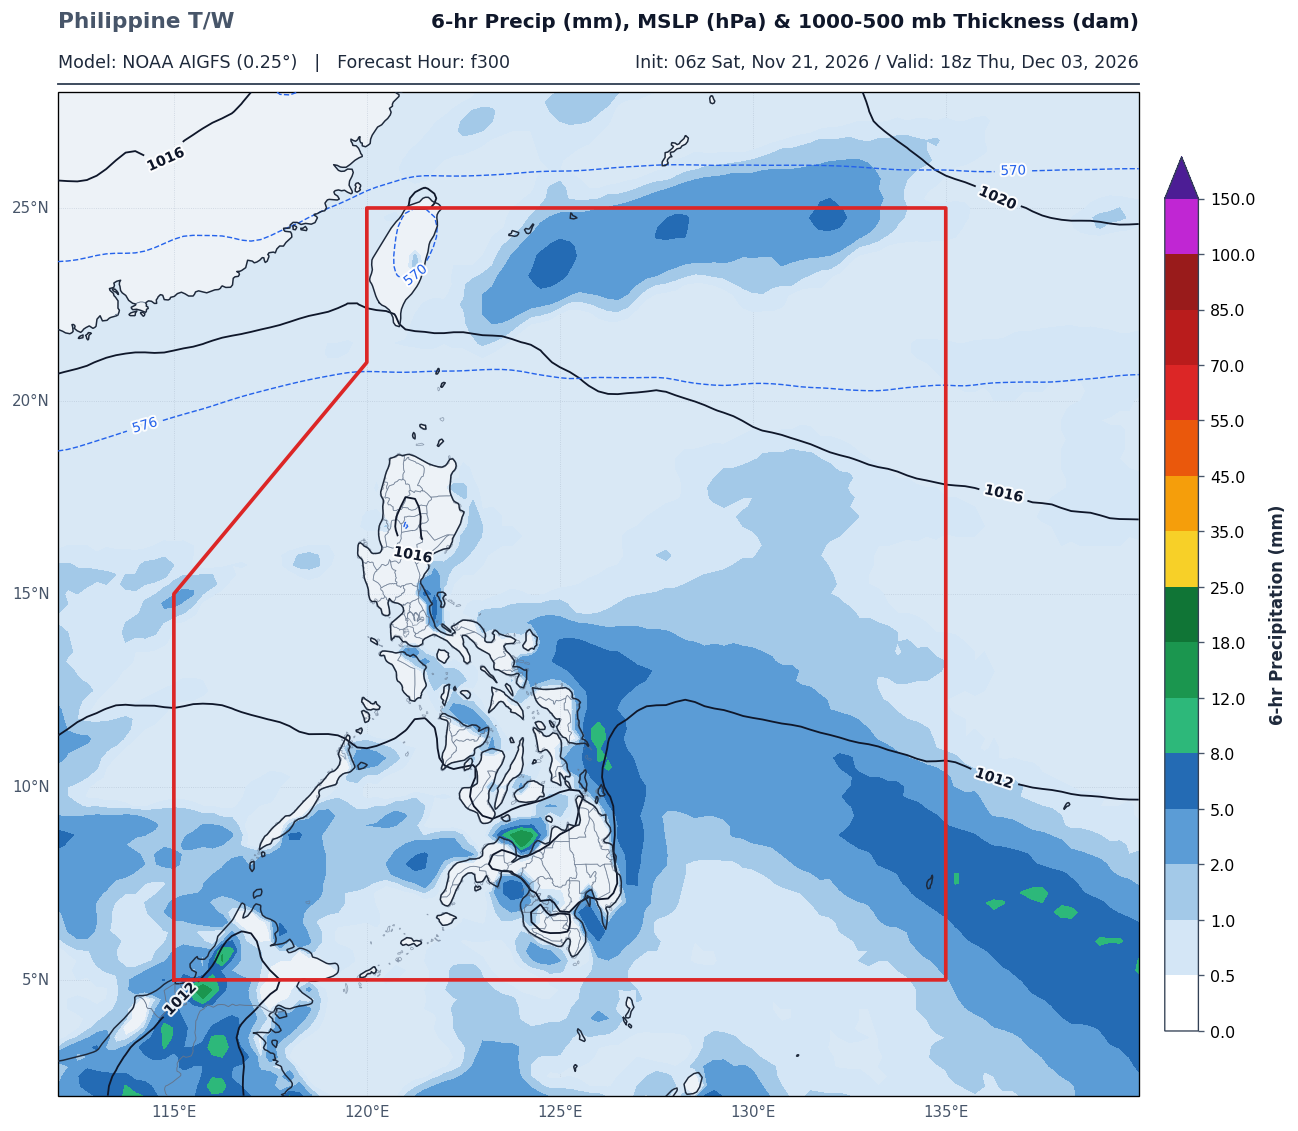 Philippine T/W
6-hr Precip (mm), MSLP (hPa) & 1000-500 mb Thickness (dam)
Model: NOAA AIGFS (0.25°) | Forecast Hour: f300
Init: 06z Sat, Nov 21, 2026 / Valid: 18z Thu, Dec 03, 2026
1016
570
1020
25°N
570
20°N
576
1016
1016
15°N
1012
10°N
1012
5°N
115°E
120°E
125°E
130°E
135°E
150.0
100.0
85.0
70.0
55.0
45.0
35.0
25.0
18.0
12.0
8.0
5.0
2.0
1.0
0.5
0.0
6-hr Precipitation (mm)